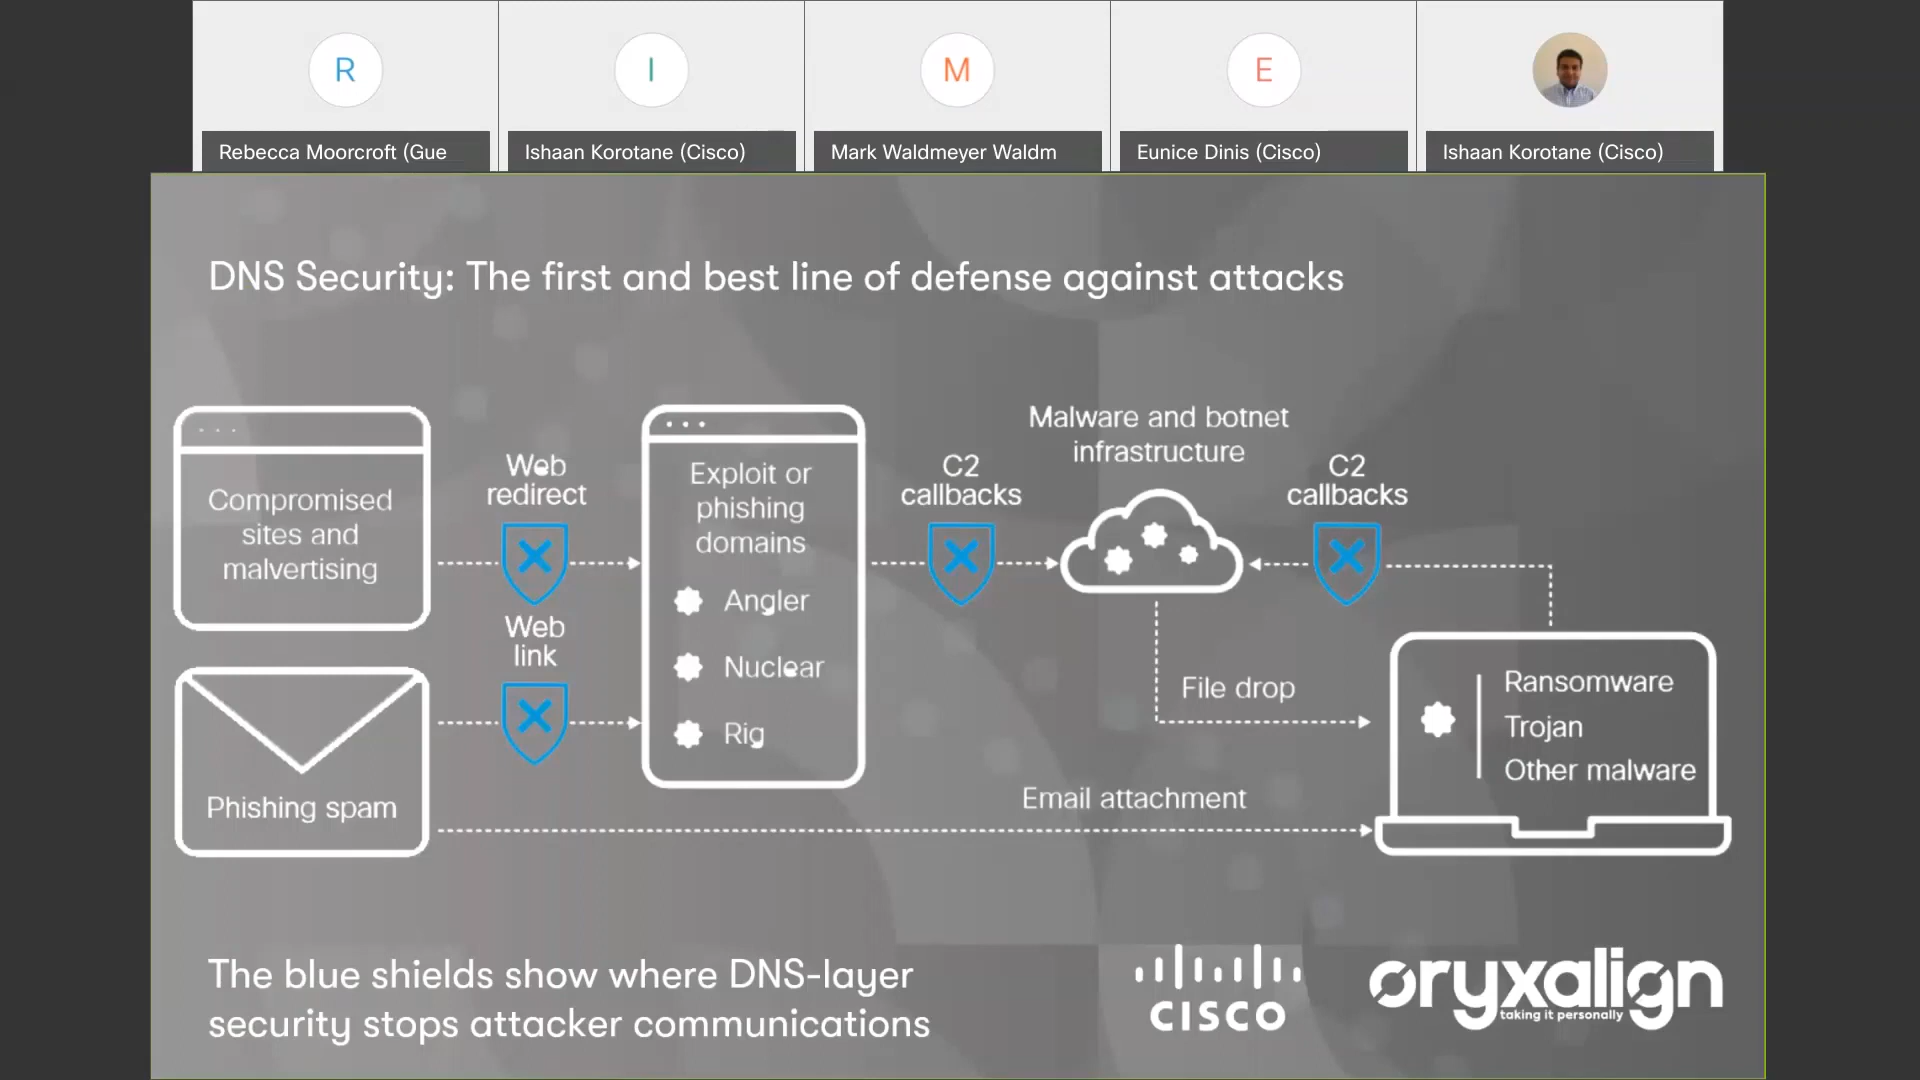 R
I
M
E
Rebecca Moorcroft (Gue
Ishaan Korotane (Cisco)
Mark Waldmeyer Waldm
Eunice Dinis (Cisco)
Ishaan Korotane (Cisco)
DNS Security: The first and best line of defense against attacks
Compromised
sites and
malvertising
Web
redirect
Web
link
Phishing spam
Exploit or
phishing
domains
Angler
Nuclear
Rig
C2
callbacks
Malware and botnet
infrastructure
C2
callbacks
File drop
Email attachment
Ransomware
Trojan
Other malware
The blue shields show where DNS-layer
security stops attacker communications
CISCO
oryxalign
taking it personally